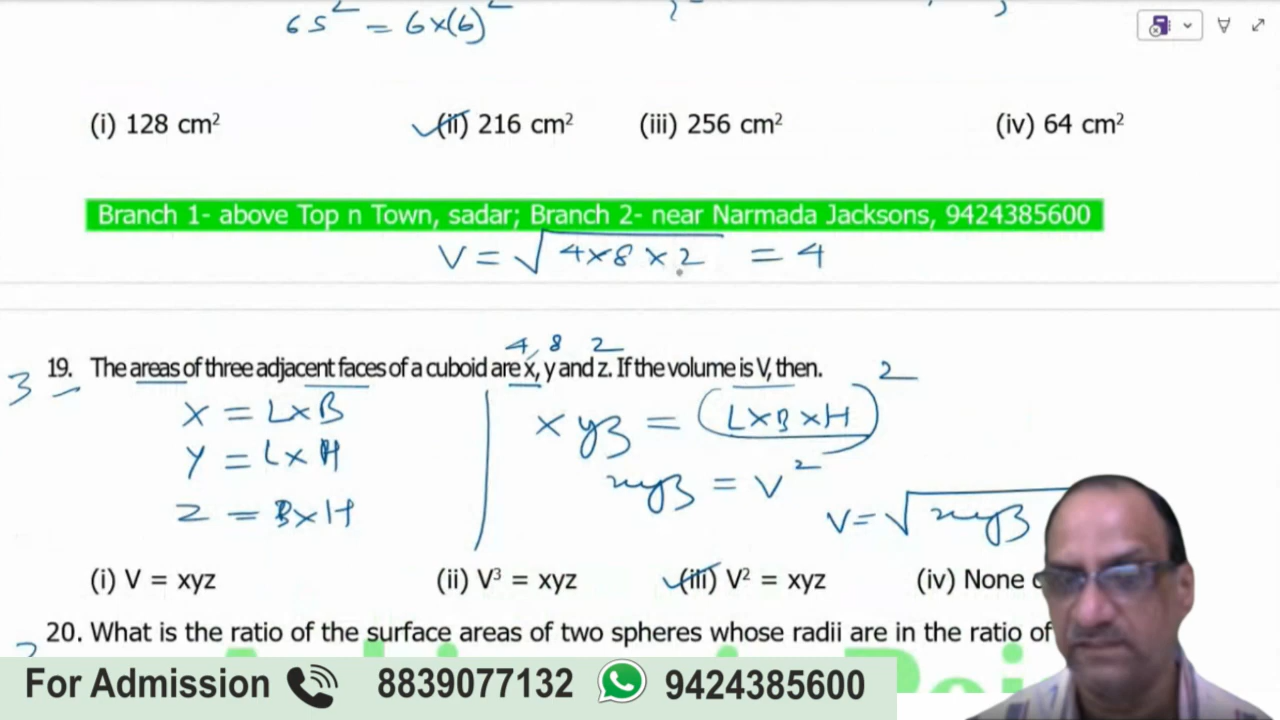 6s² = 6×(6)²
(i) 128 cm² (ii) 216 cm² (iii) 256 cm² (iv) 64 cm²
Branch 1- above Top n Town, sadar; Branch 2- near Narmada Jacksons, 9424385600
V = √4×8×2 = 4
4, 8 2
3 19. The areas of three adjacent faces of a cuboid are x, y and z. If the volume is V, then.
x = L×B
y = L×H
z = B×H
xyz = (L×B×H)²
xyz = V²
V = √xyz
(i) V = xyz (ii) V³ = xyz (iii) V² = xyz (iv) None
20. What is the ratio of the surface areas of two spheres whose radii are in the ratio of
For Admission 8839077132 9424385600